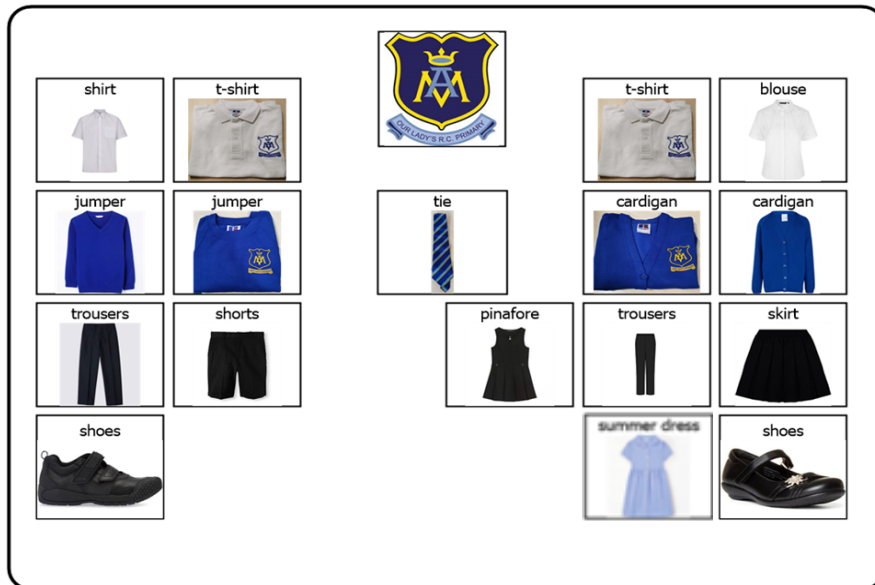 OUR LADY'S R.C. PRIMARY
shirt
t-shirt
t-shirt
blouse
jumper
jumper
tie
cardigan
cardigan
trousers
shorts
pinafore
trousers
skirt
shoes
summer dress
shoes